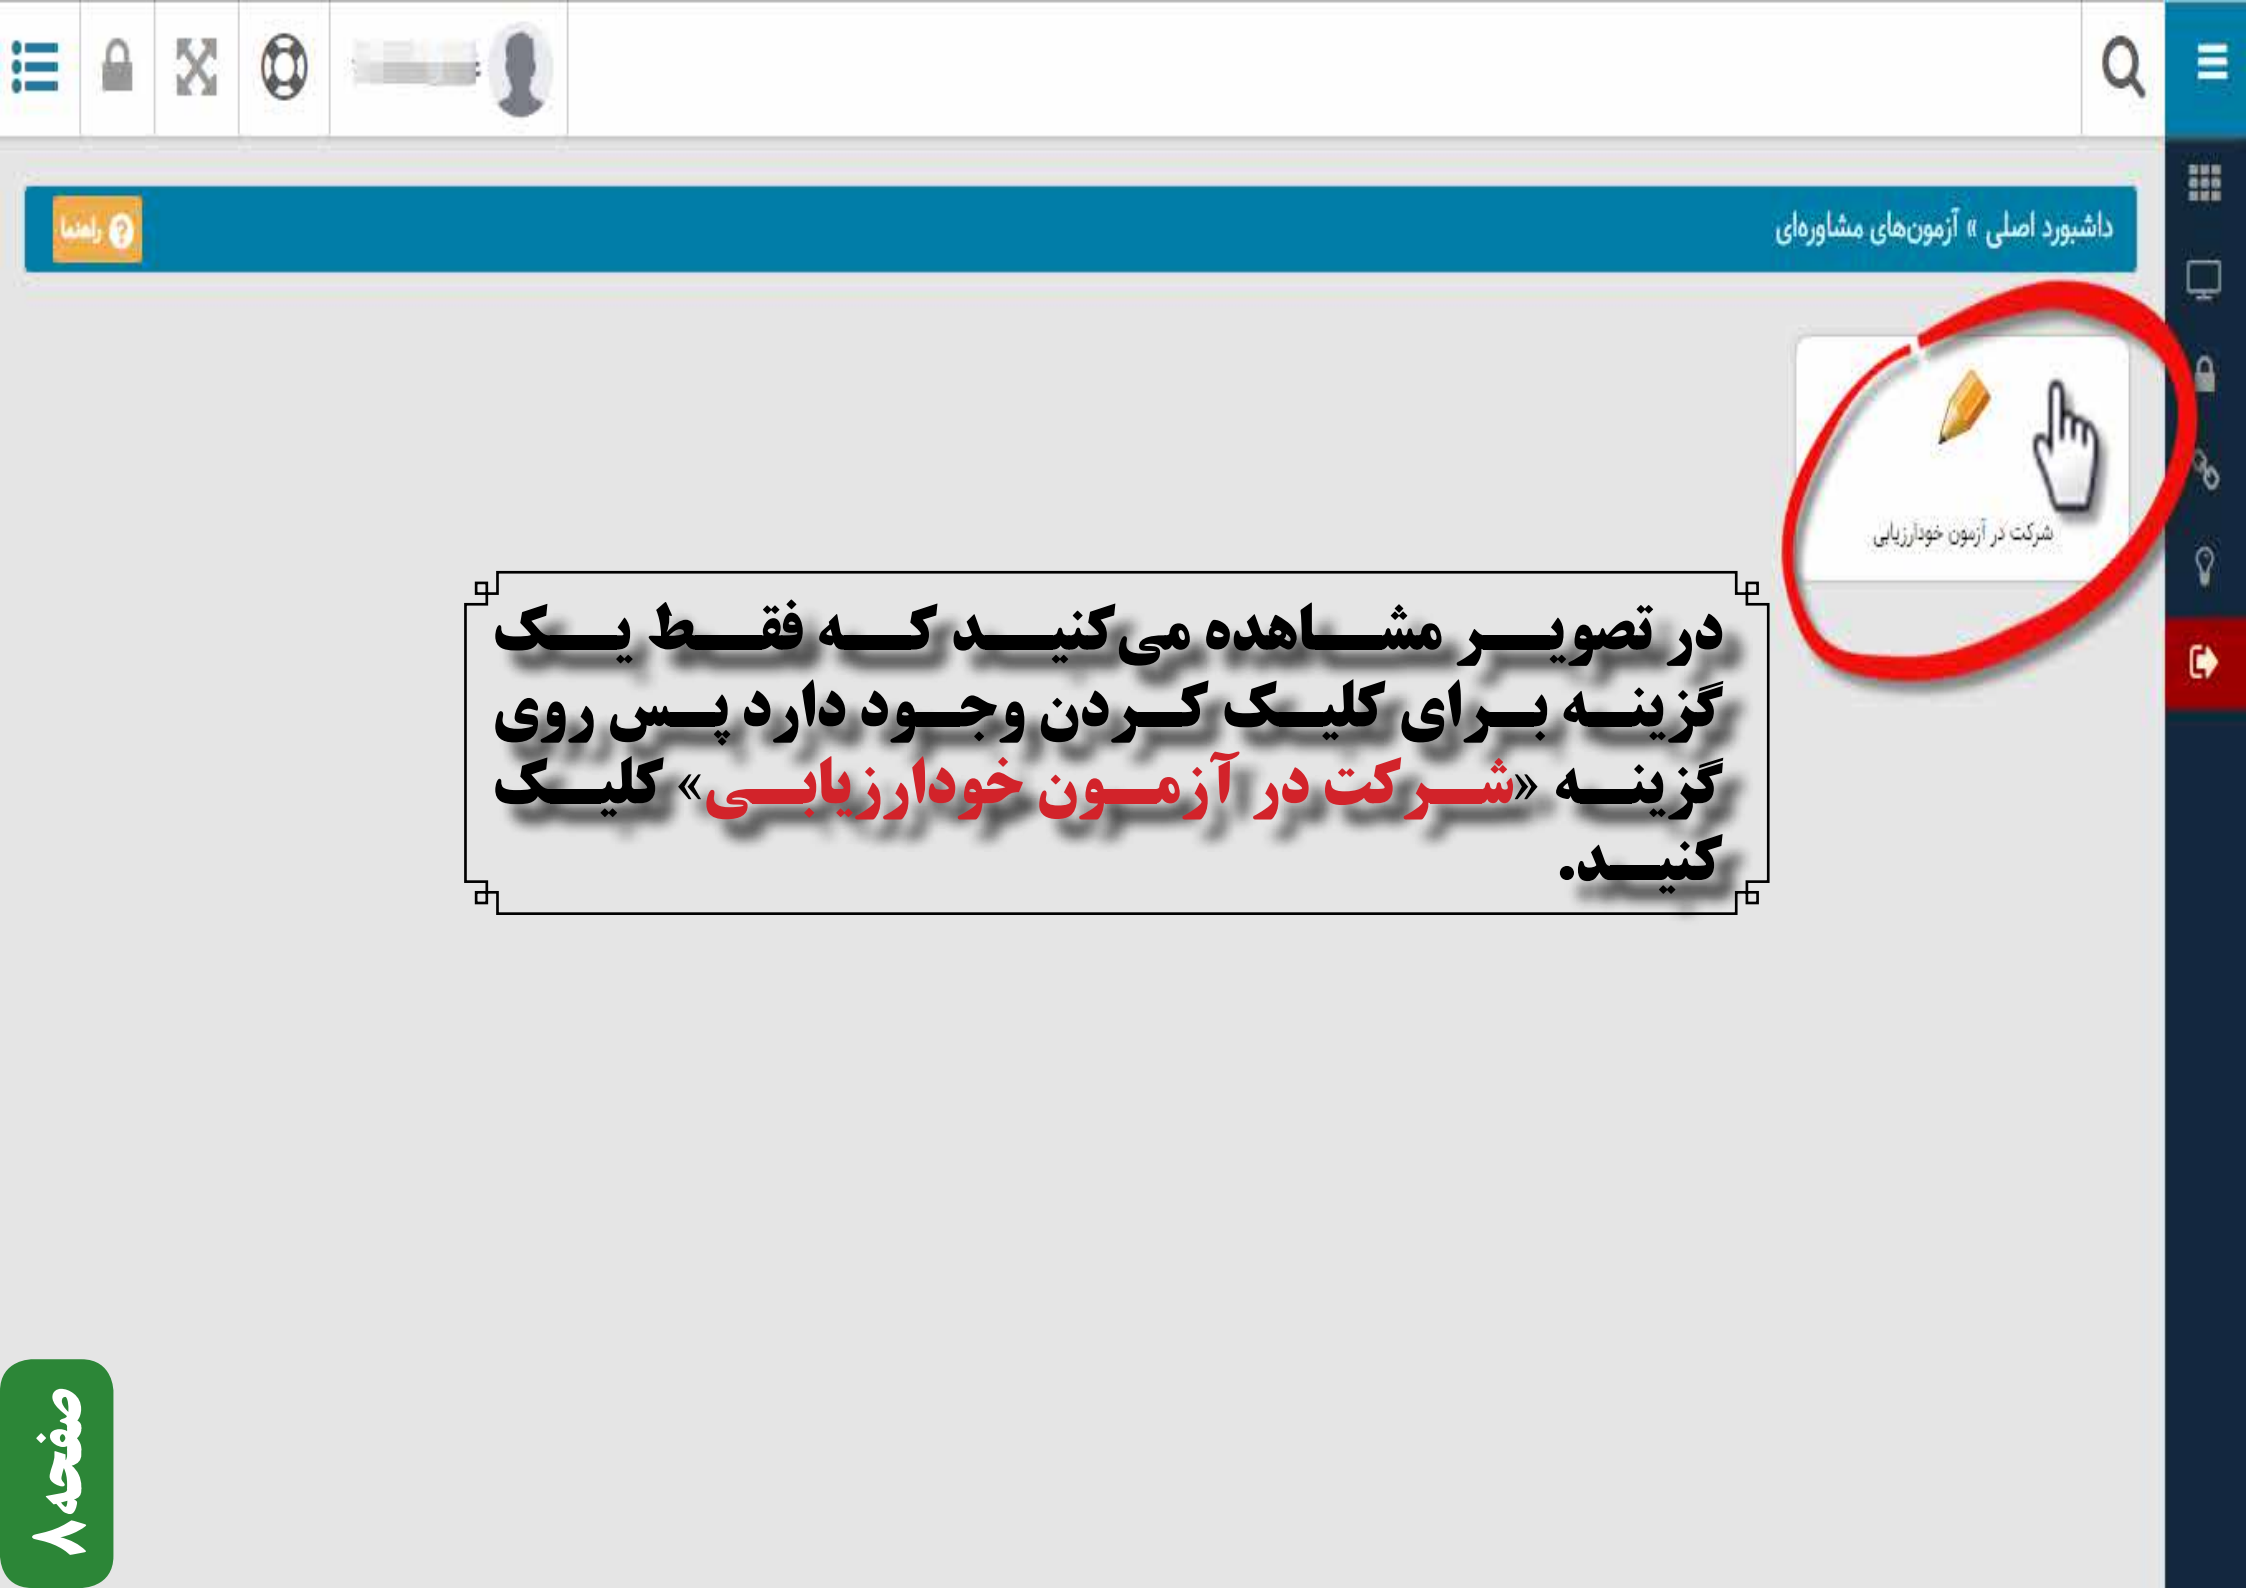 داشبورد اصلی » آزمون‌های مشاوره‌ای
راهنما
شرکت در آزمون خودارزیابی
در تصویر مشاهده می‌کنید که فقط یک
گزینه برای کلیک کردن وجود دارد پس روی
گزینه «شرکت در آزمون خودارزیابی» کلیک
کنید.
صفحه ۸